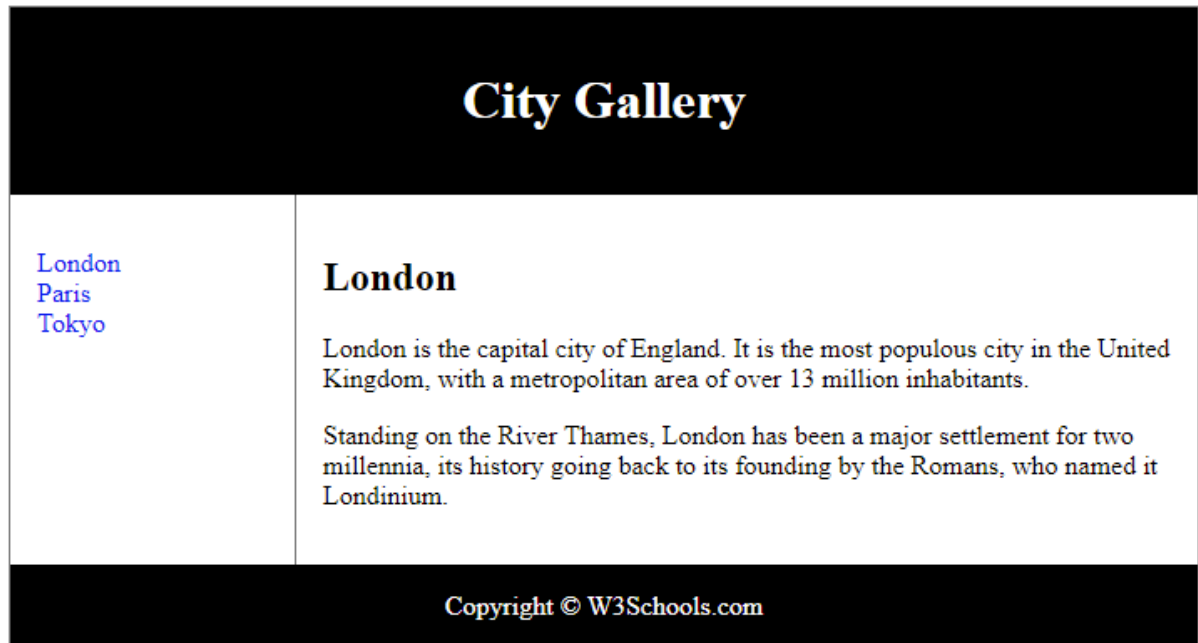 City Gallery
London
Paris
Tokyo
London
London is the capital city of England. It is the most populous city in the United
Kingdom, with a metropolitan area of over 13 million inhabitants.
Standing on the River Thames, London has been a major settlement for two
millennia, its history going back to its founding by the Romans, who named it
Londinium.
Copyright © W3Schools.com